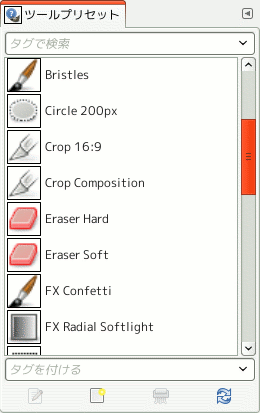 ツールプリセット
タグで検索
Bristles
Circle 200px
Crop 16:9
Crop Composition
Eraser Hard
Eraser Soft
FX Confetti
FX Radial Softlight
タグを付ける